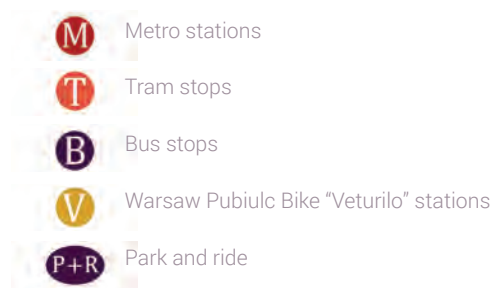 M Metro stations
T Tram stops
B Bus stops
V Warsaw Pubiulc Bike “Veturilo” stations
P+R Park and ride